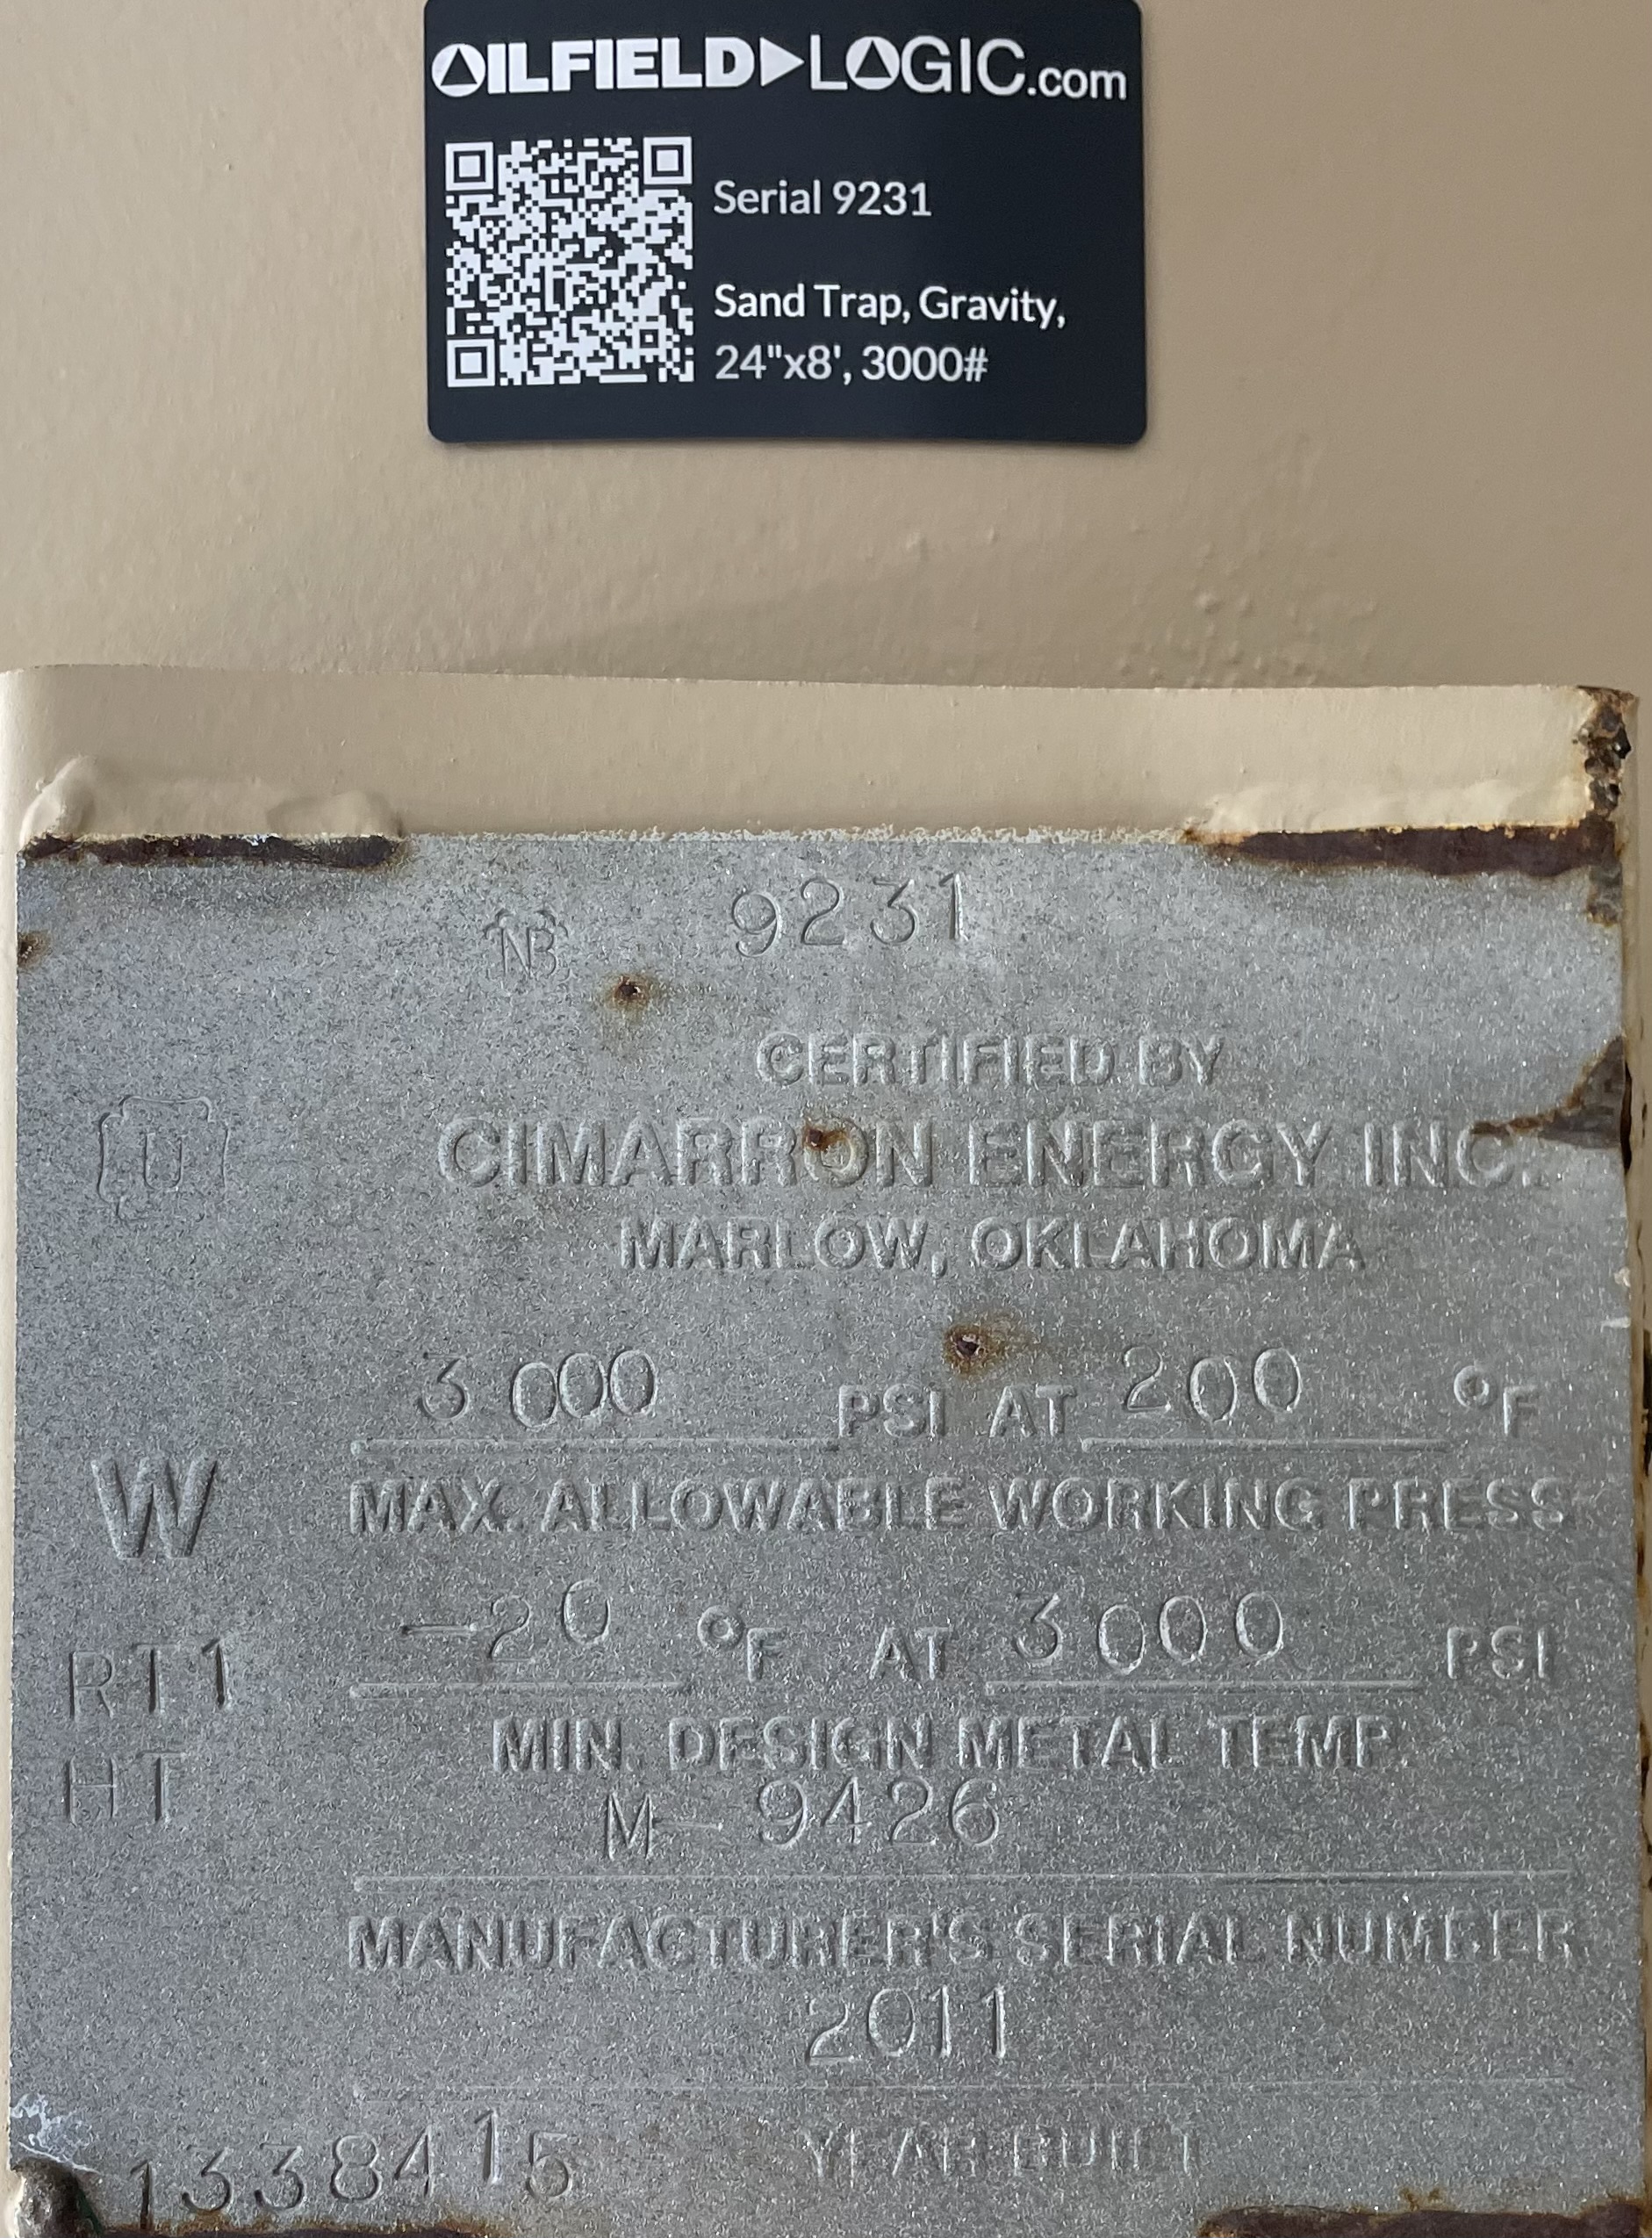 OILFIELD LOGIC.com
Serial 9231
Sand Trap, Gravity,
24"x8', 3000#
NB 9231
CERTIFIED BY
U CIMARRON ENERGY INC.
MARLOW, OKLAHOMA
3000 PSI AT 200 °F
W MAX. ALLOWABLE WORKING PRESS
-20 °F AT 3000 PSI
RT1
MIN. DESIGN METAL TEMP.
HT
M-9426
MANUFACTURER'S SERIAL NUMBER
2011
YEAR BUILT
1338415